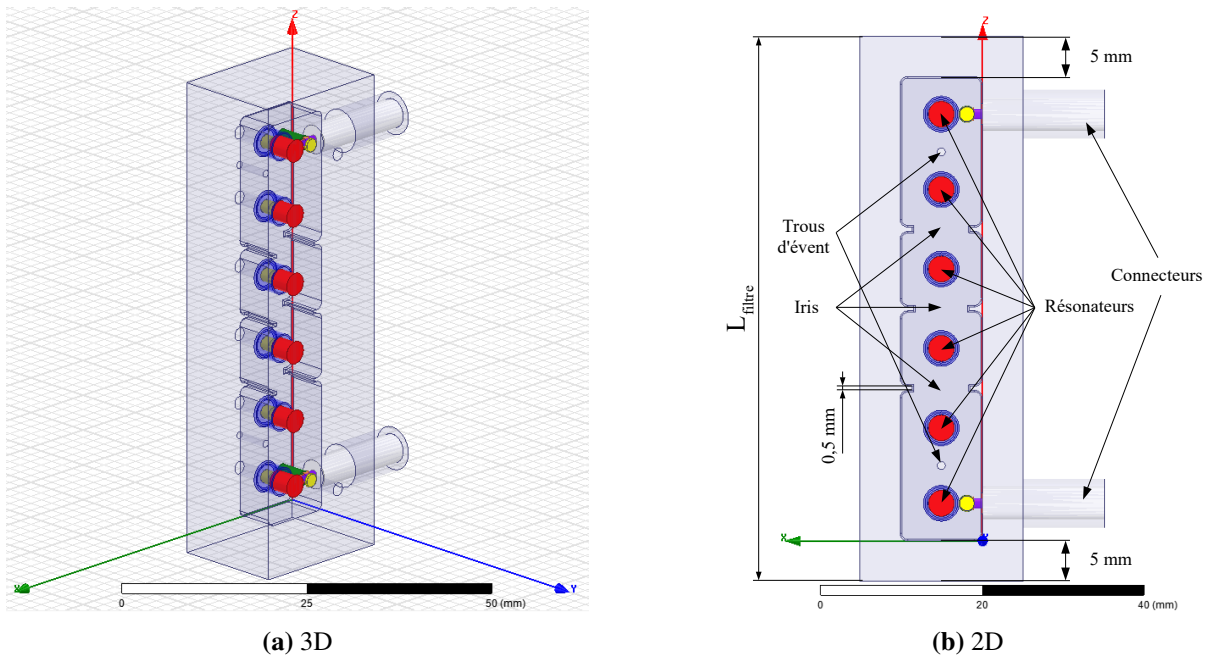 Z
X
Y
0
25
50 (mm)
(a) 3D
Z
5 mm
Trous
d'évent
Connecteurs
L filtre
Iris
Résonateurs
0,5 mm
X
5 mm
0
20
40 (mm)
(b) 2D